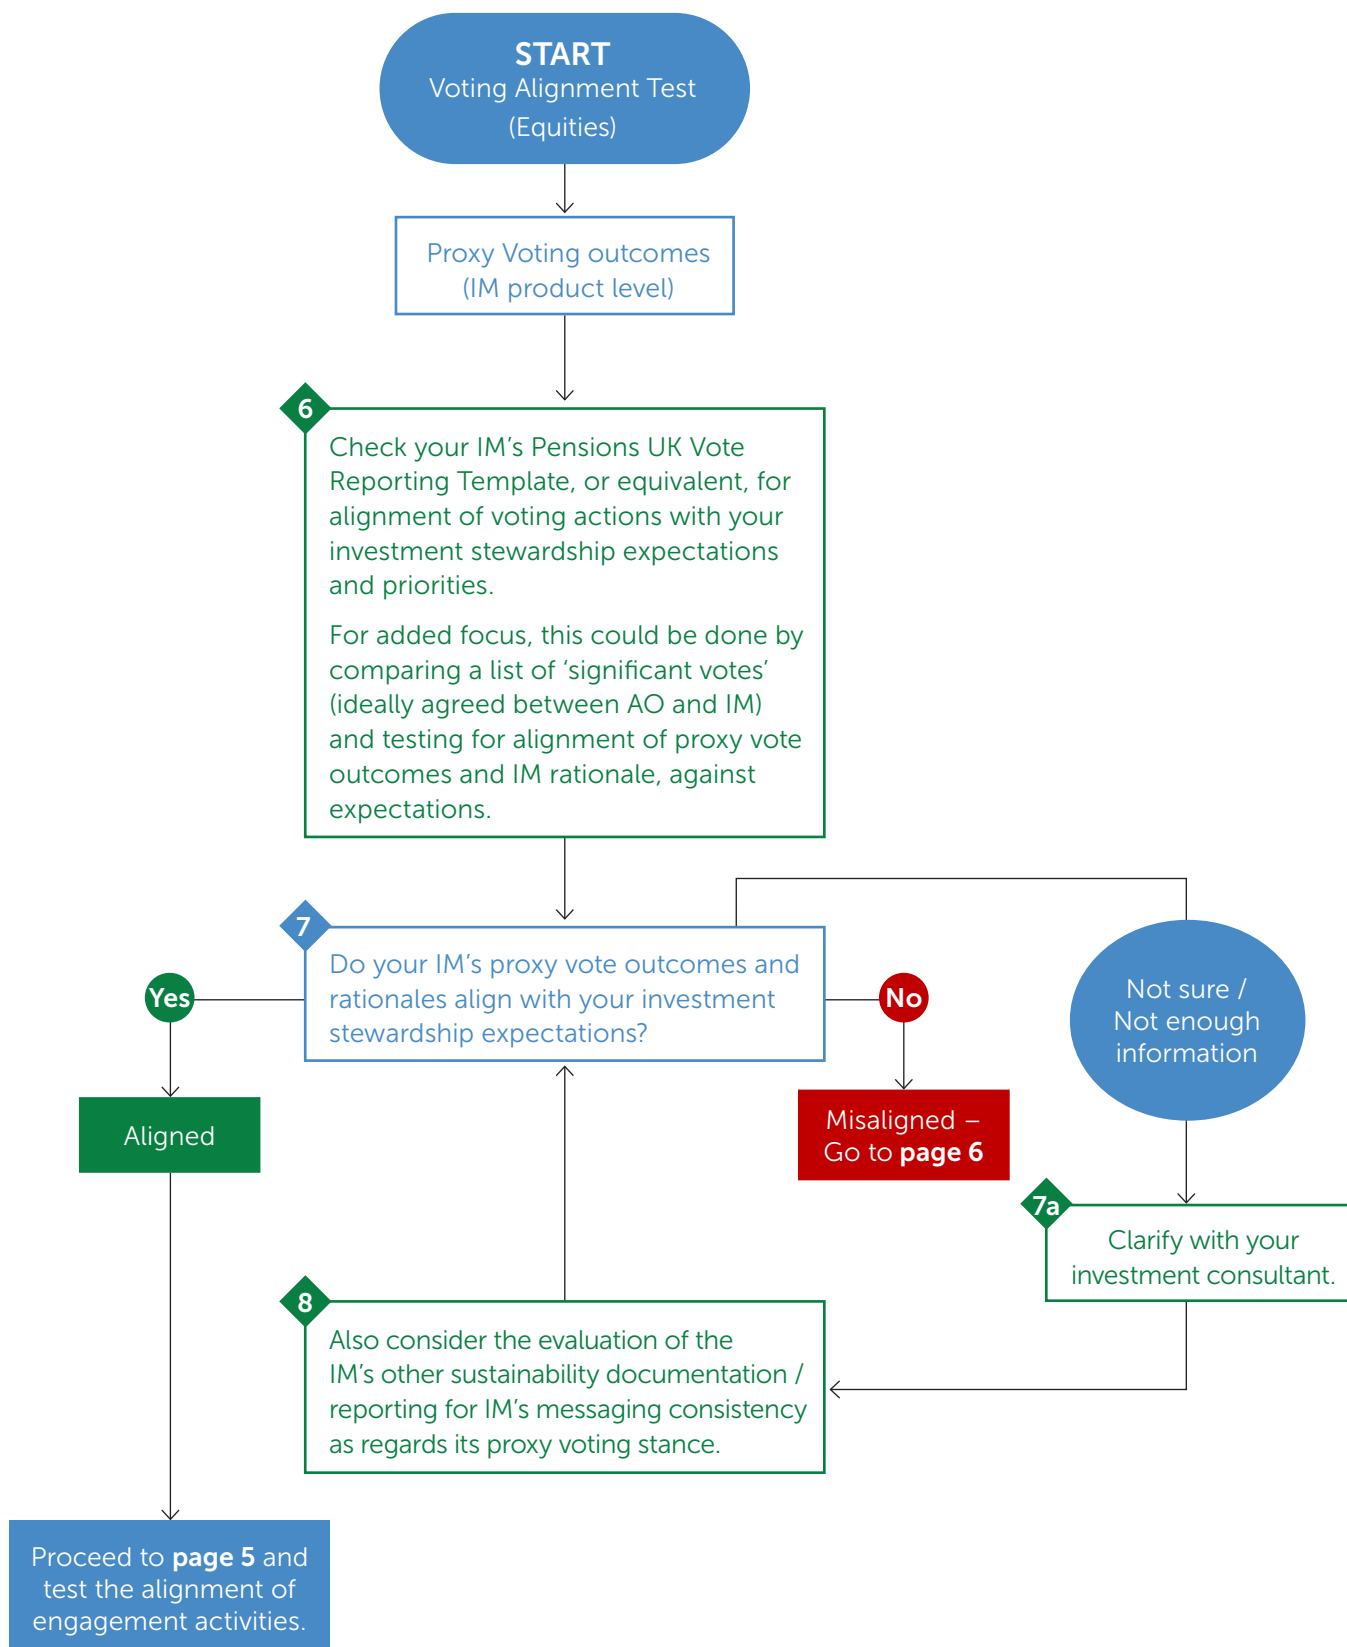 START
Voting Alignment Test
(Equities)
Proxy Voting outcomes
(IM product level)
6
Check your IM’s Pensions UK Vote
Reporting Template, or equivalent, for
alignment of voting actions with your
investment stewardship expectations
and priorities.
For added focus, this could be done by
comparing a list of ‘significant votes’
(ideally agreed between AO and IM)
and testing for alignment of proxy vote
outcomes and IM rationale, against
expectations.
7
Do your IM’s proxy vote outcomes and
rationales align with your investment
stewardship expectations?
Yes
No
Not sure /
Not enough
information
Aligned
Misaligned –
Go to page 6
7a
Clarify with your
investment consultant.
8
Also consider the evaluation of the
IM’s other sustainability documentation /
reporting for IM’s messaging consistency
as regards its proxy voting stance.
Proceed to page 5 and
test the alignment of
engagement activities.